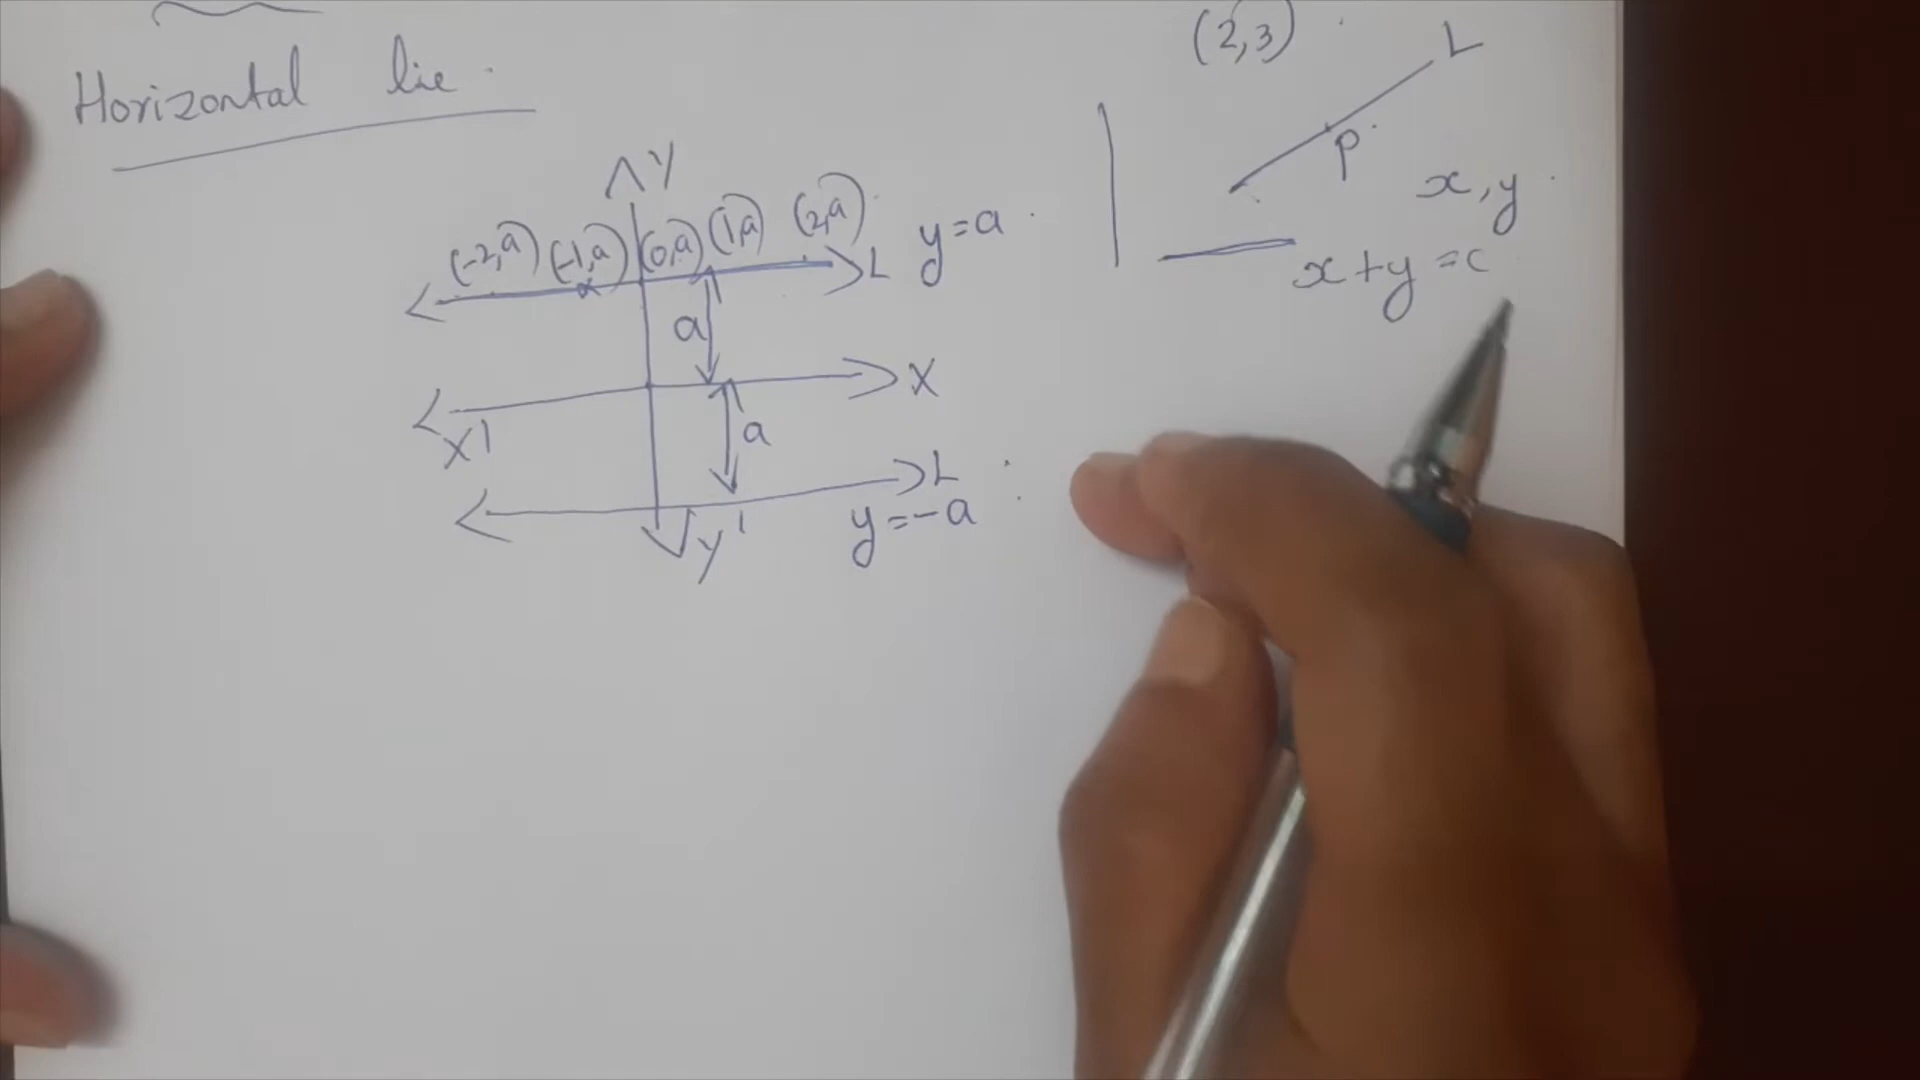 Horizontal lie.
(2,3)
L
P
x, y
x+y=c
Y
(-2,a) (-1,a) (0,a) (1,a) (2,a)
L y=a
a
X
X'
a
L
y=-a
Y'